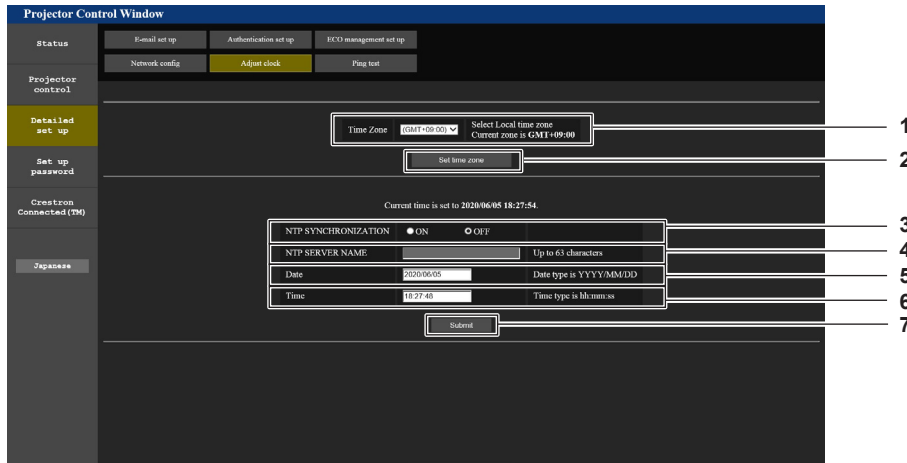 Projector Control Window
Status
E-mail set up
Authentication set up
ECO management set up
Network config
Adjust clock
Ping test
Projector
control
Detailed
set up
Set up
password
Crestron
Connected(TM)
Japanese
Time Zone
(GMT+09:00)
Select Local time zone
Current zone is GMT+09:00
1
Set time zone
2
Current time is set to 2020/06/05 18:27:54.
NTP SYNCHRONIZATION ON OFF
3
NTP SERVER NAME Up to 63 characters
4
Date 2020/06/05 Date type is YYYY/MM/DD
5
Time 18:27:48 Time type is hh:mm:ss
6
Submit
7